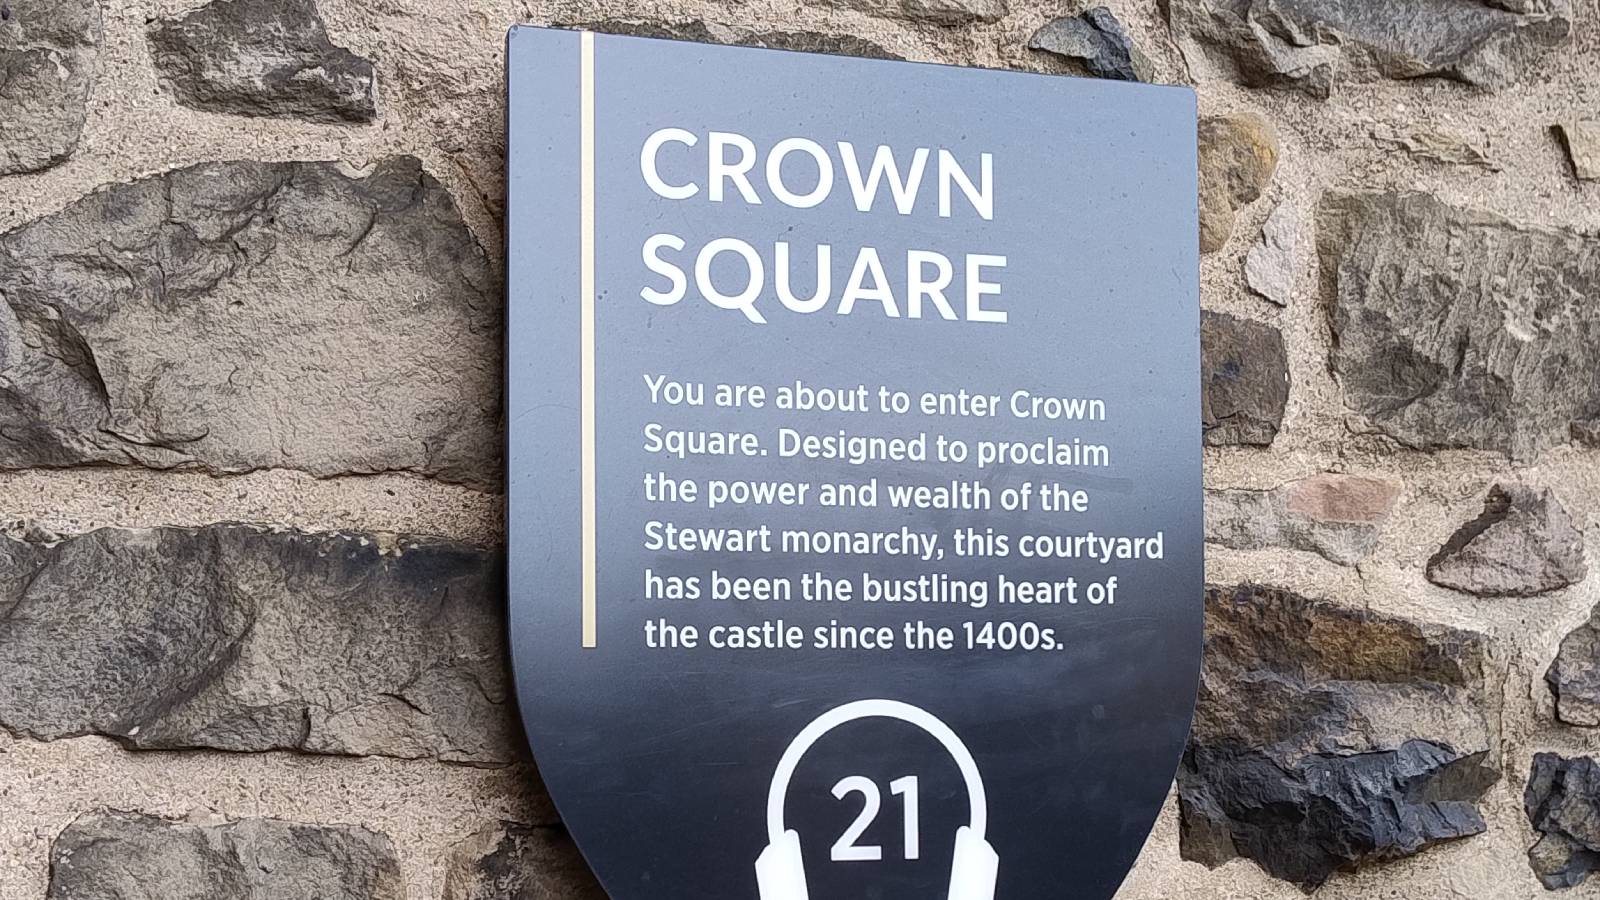 CROWN
SQUARE
You are about to enter Crown
Square. Designed to proclaim
the power and wealth of the
Stewart monarchy, this courtyard
has been the bustling heart of
the castle since the 1400s.
21